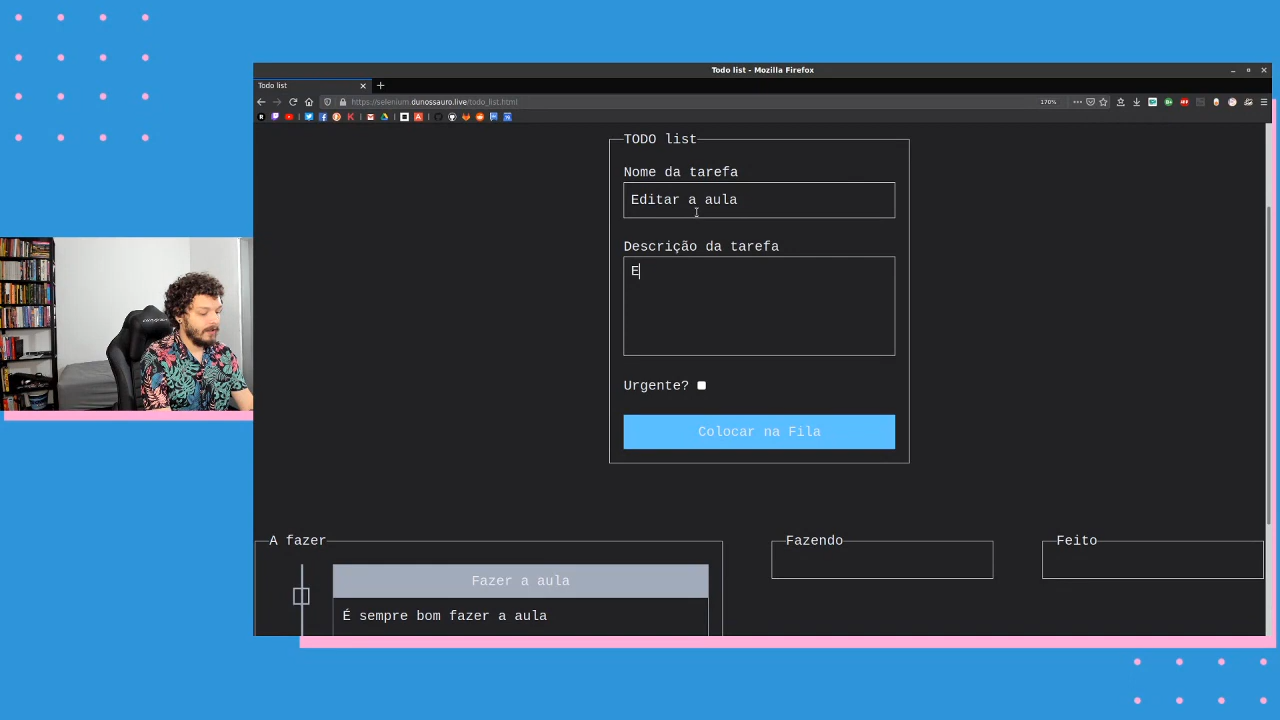 Todo list - Mozilla Firefox
Todo list
https://selenium.dunossauro.live/todo_list.html
170%
TODO list
Nome da tarefa
Editar a aula
Descrição da tarefa
E
Urgente?
Colocar na Fila
A fazer
Fazendo
Feito
Fazer a aula
É sempre bom fazer a aula